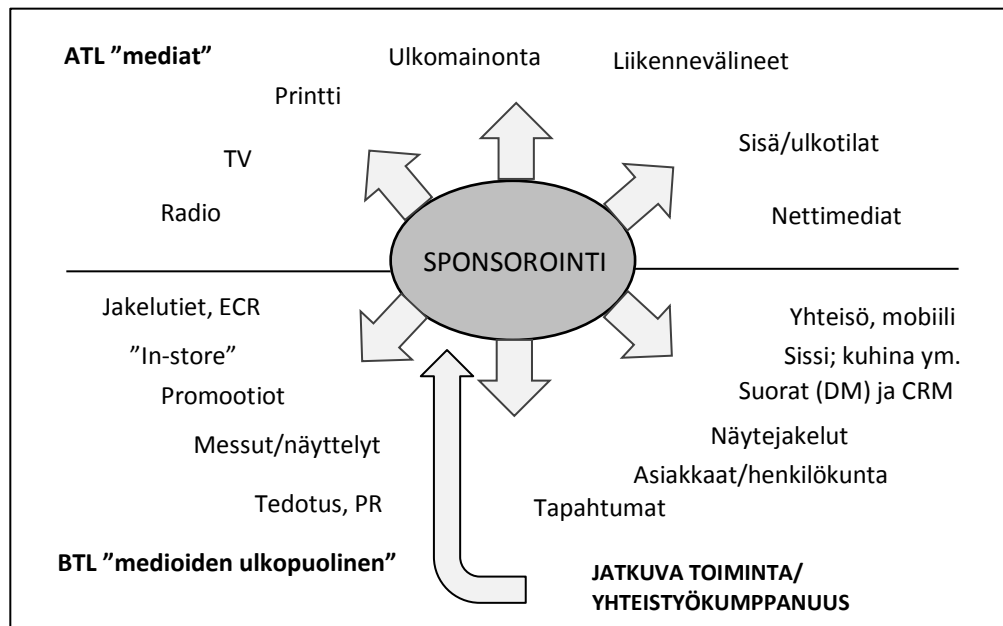 ATL ”mediat”
Ulkomainonta
Liikennevälineet
Printti
Sisä/ulkotilat
TV
Radio
Nettimediat
SPONSOROINTI
Jakelutiet, ECR
”In-store”
Promootiot
Messut/näyttelyt
Tedotus, PR
BTL ”medioiden ulkopuolinen”
Yhteisö, mobiili
Sissi; kuhina ym.
Suorat (DM) ja CRM
Näytejakelut
Asiakkaat/henkilökunta
Tapahtumat
JATKUVA TOIMINTA/
YHTEISTYÖKUMPPANUUS